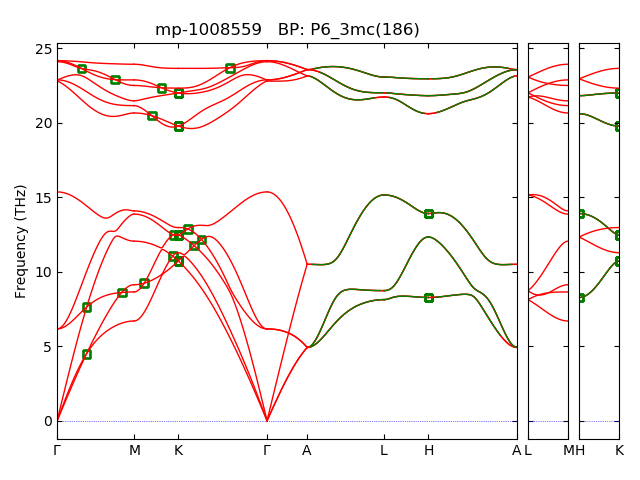 mp-1008559   BP: P6_3mc(186)
25
20
15
10
5
0
Frequency (THz)
Γ M K Γ A L H A L M H K